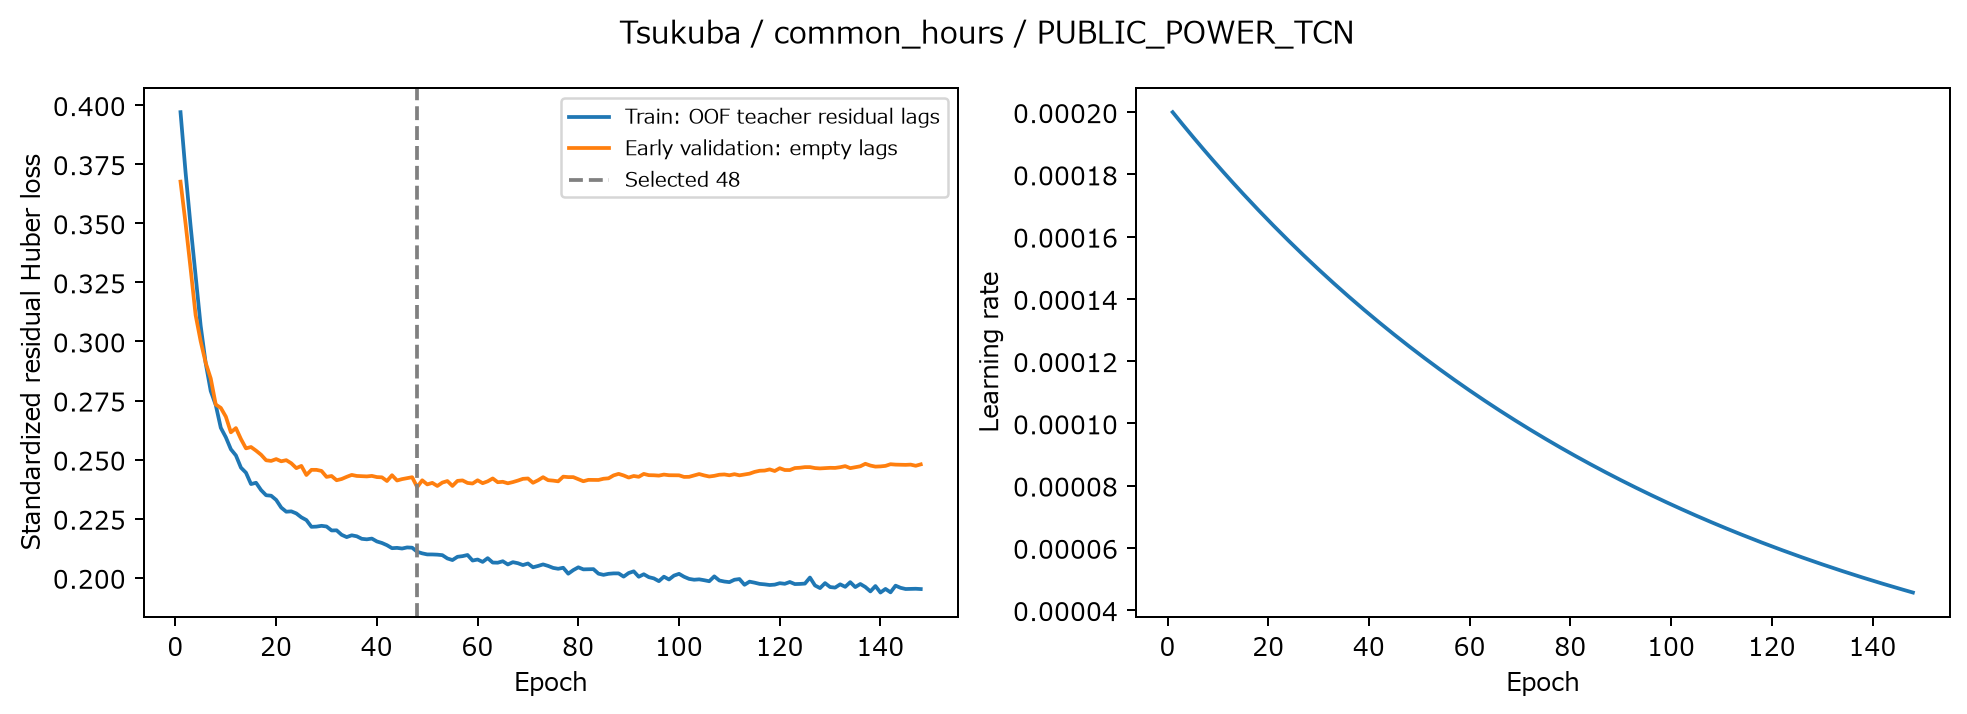 Tsukuba / common_hours / PUBLIC_POWER_TCN
Standardized residual Huber loss
0.400
0.375
0.350
0.325
0.300
0.275
0.250
0.225
0.200
Train: OOF teacher residual lags
Early validation: empty lags
Selected 48
0 20 40 60 80 100 120 140
Epoch
Learning rate
0.00020
0.00018
0.00016
0.00014
0.00012
0.00010
0.00008
0.00006
0.00004
0 20 40 60 80 100 120 140
Epoch